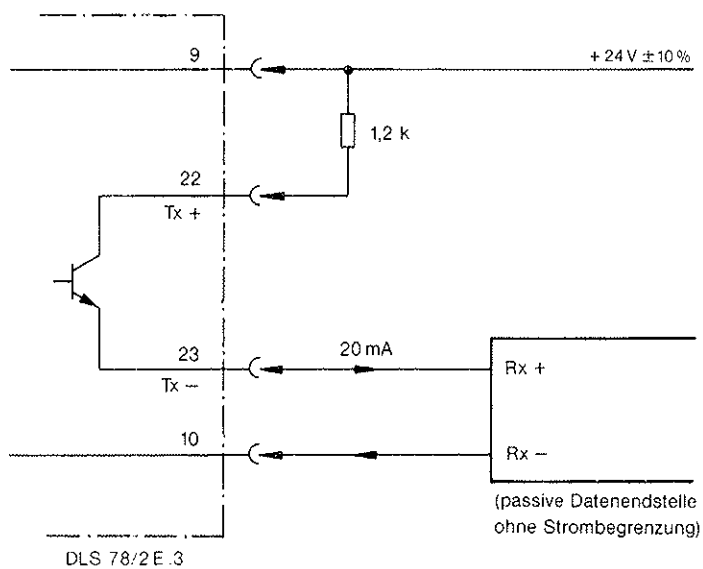 9
+ 24 V ±10%
1,2 k
22
Tx +
23
Tx –
20 mA
Rx +
10
Rx –
(passive Datenendstelle
ohne Strombegrenzung)
DLS 78/2 E.3